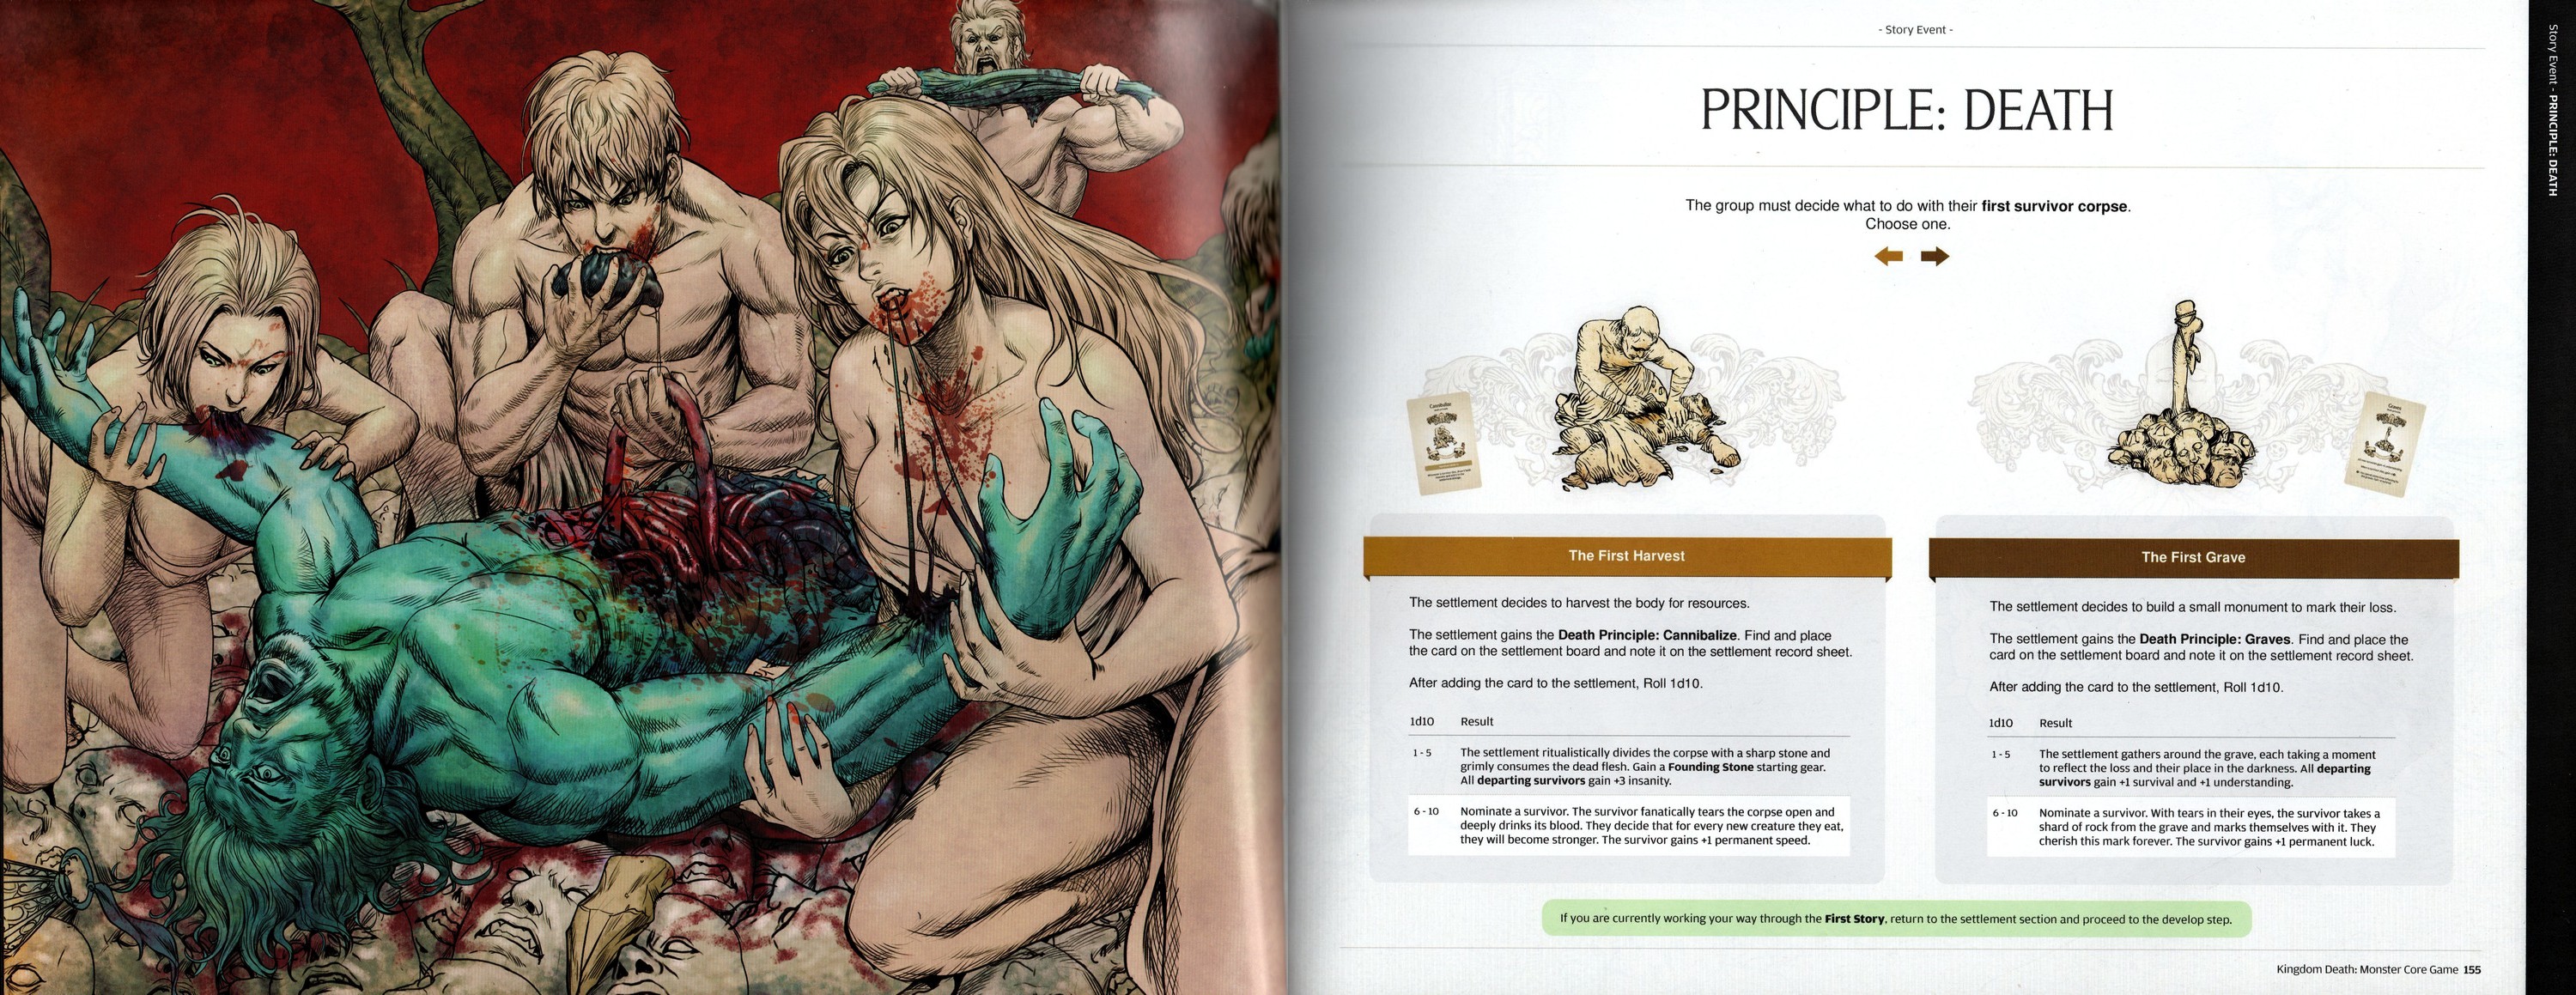 - Story Event -
PRINCIPLE: DEATH
The group must decide what to do with their first survivor corpse.
Choose one.
Cannibalize
Graves
The First Harvest
The settlement decides to harvest the body for resources.
The settlement gains the Death Principle: Cannibalize. Find and place
the card on the settlement board and note it on the settlement record sheet.
After adding the card to the settlement, Roll 1d10.
1d10 Result
1 - 5 The settlement ritualistically divides the corpse with a sharp stone and
grimly consumes the dead flesh. Gain a Founding Stone starting gear.
All departing survivors gain +3 insanity.
6 - 10 Nominate a survivor. The survivor fanatically tears the corpse open and
deeply drinks its blood. They decide that for every new creature they eat,
they will become stronger. The survivor gains +1 permanent speed.
The First Grave
The settlement decides to build a small monument to mark their loss.
The settlement gains the Death Principle: Graves. Find and place the
card on the settlement board and note it on the settlement record sheet.
After adding the card to the settlement, Roll 1d10.
1d10 Result
1 - 5 The settlement gathers around the grave, each taking a moment
to reflect the loss and their place in the darkness. All departing
survivors gain +1 survival and +1 understanding.
6 - 10 Nominate a survivor. With tears in their eyes, the survivor takes a
shard of rock from the grave and marks themselves with it. They
cherish this mark forever. The survivor gains +1 permanent luck.
If you are currently working your way through the First Story, return to the settlement section and proceed to the develop step.
Kingdom Death: Monster Core Game 155
Story Event - PRINCIPLE: DEATH